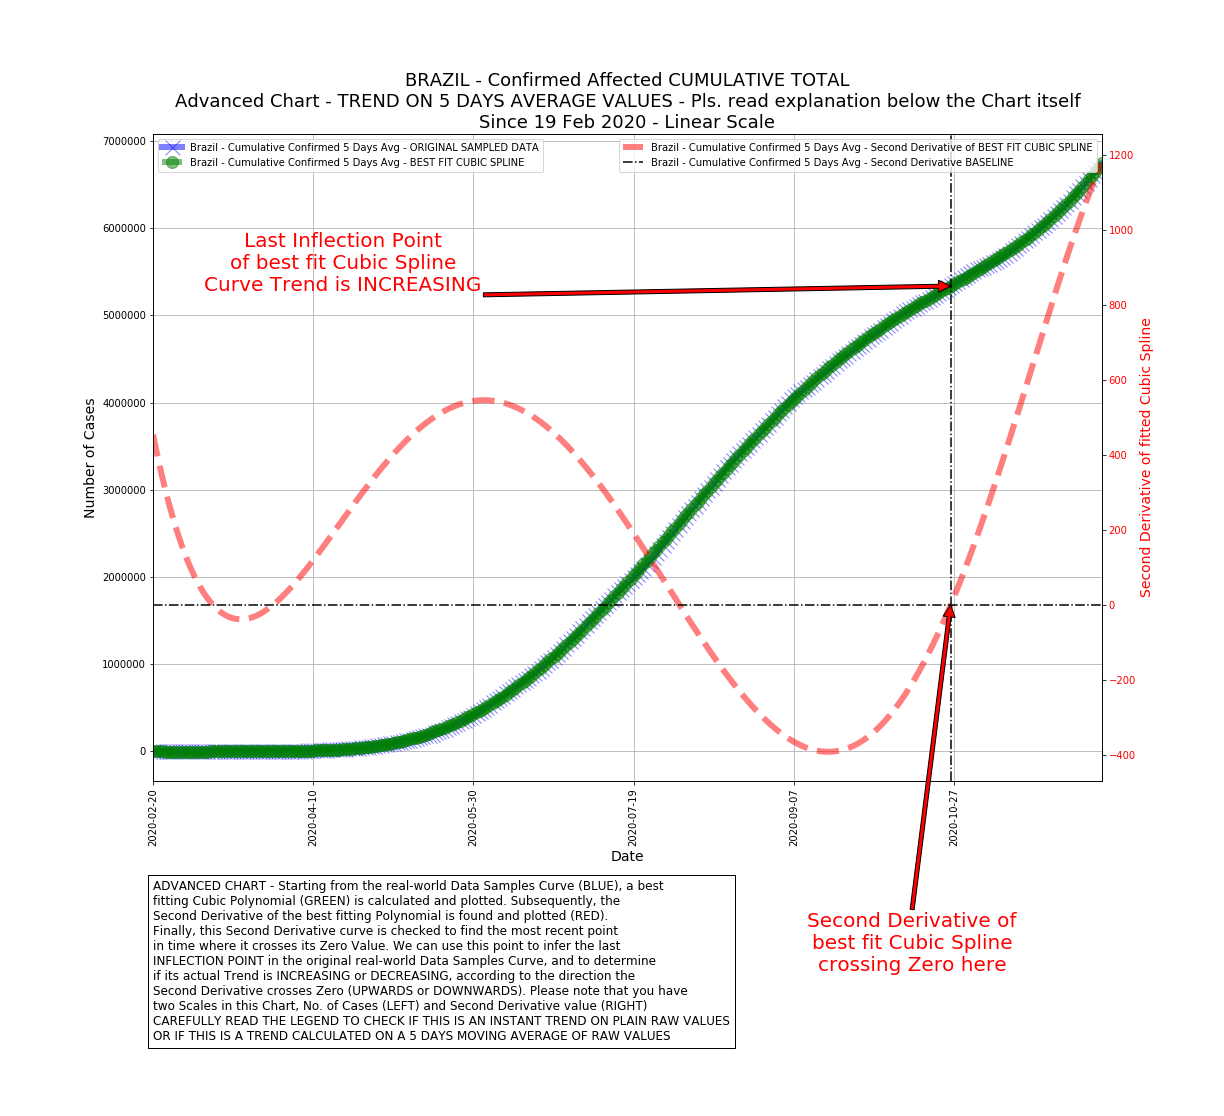 BRAZIL - Confirmed Affected CUMULATIVE TOTAL
Advanced Chart - TREND ON 5 DAYS AVERAGE VALUES - Pls. read explanation below the Chart itself
Since 19 Feb 2020 - Linear Scale
Brazil - Cumulative Confirmed 5 Days Avg - ORIGINAL SAMPLED DATA
Brazil - Cumulative Confirmed 5 Days Avg - BEST FIT CUBIC SPLINE
Brazil - Cumulative Confirmed 5 Days Avg - Second Derivative of BEST FIT CUBIC SPLINE
Brazil - Cumulative Confirmed 5 Days Avg - Second Derivative BASELINE
Last Inflection Point
of best fit Cubic Spline
Curve Trend is INCREASING
Number of Cases
7000000
6000000
5000000
4000000
3000000
2000000
1000000
0
1200
1000
800
600
400
200
0
−200
−400
Second Derivative of fitted Cubic Spline
2020-02-20
2020-04-10
2020-05-30
2020-07-19
2020-09-07
2020-10-27
Date
Second Derivative of
best fit Cubic Spline
crossing Zero here
ADVANCED CHART - Starting from the real-world Data Samples Curve (BLUE), a best
fitting Cubic Polynomial (GREEN) is calculated and plotted. Subsequently, the
Second Derivative of the best fitting Polynomial is found and plotted (RED).
Finally, this Second Derivative curve is checked to find the most recent point
in time where it crosses its Zero Value. We can use this point to infer the last
INFLECTION POINT in the original real-world Data Samples Curve, and to determine
if its actual Trend is INCREASING or DECREASING, according to the direction the
Second Derivative crosses Zero (UPWARDS or DOWNWARDS). Please note that you have
two Scales in this Chart, No. of Cases (LEFT) and Second Derivative value (RIGHT)
CAREFULLY READ THE LEGEND TO CHECK IF THIS IS AN INSTANT TREND ON PLAIN RAW VALUES
OR IF THIS IS A TREND CALCULATED ON A 5 DAYS MOVING AVERAGE OF RAW VALUES